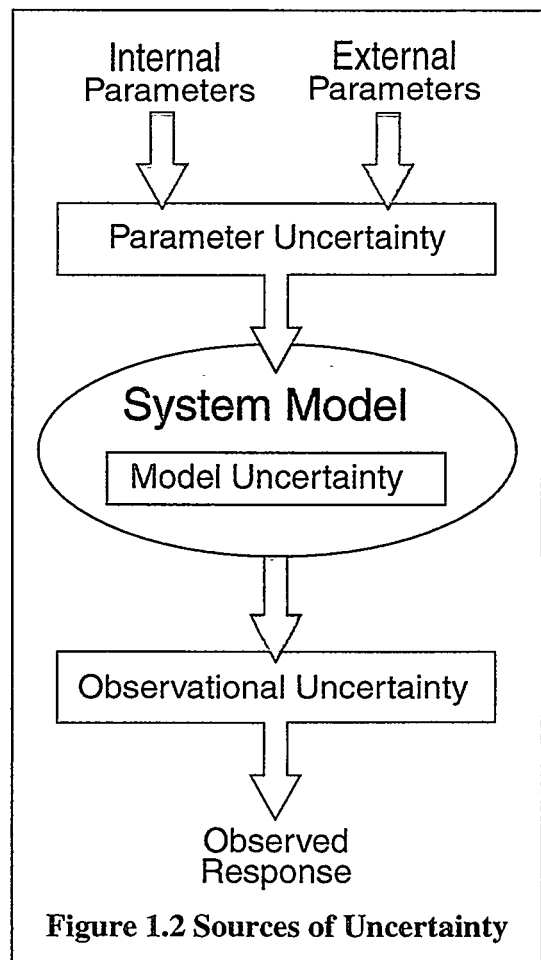 Internal
Parameters
External
Parameters
Parameter Uncertainty
System Model
Model Uncertainty
Observational Uncertainty
Observed
Response
Figure 1.2 Sources of Uncertainty